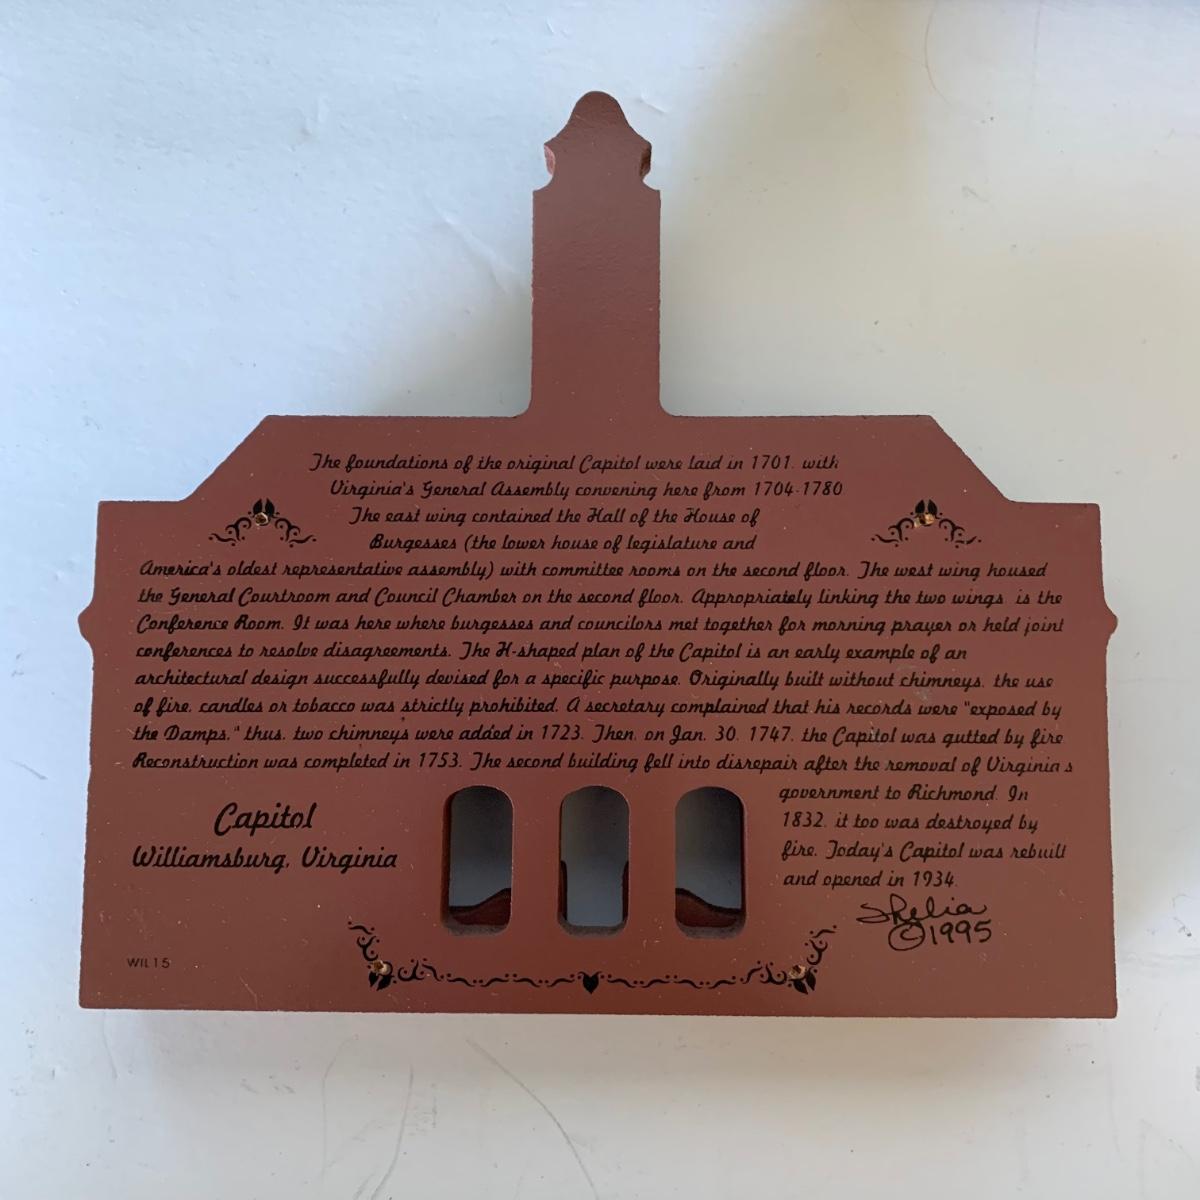 The foundations of the original Capitol were laid in 1701, with
Virginia's General Assembly convening here from 1704-1780
The east wing contained the Hall of the House of
Burgesses (the lower house of legislature and
America's oldest representative assembly) with committee rooms on the second floor. The west wing housed
the General Courtroom and Council Chamber on the second floor. Appropriately linking the two wings, is the
Conference Room. It was here where burgesses and councilors met together for morning prayer or held joint
conferences to resolve disagreements. The H-shaped plan of the Capitol is an early example of an
architectural design successfully devised for a specific purpose. Originally built without chimneys, the use
of fire, candles or tobacco was strictly prohibited. A secretary complained that his records were "exposed by
the Damps," thus, two chimneys were added in 1723. Then, on Jan. 30, 1747, the Capitol was gutted by fire
Reconstruction was completed in 1753. The second building fell into disrepair after the removal of Virginia's
government to Richmond. In
1832, it too was destroyed by
fire. Today's Capitol was rebuilt
and opened in 1934.
Capitol
Williamsburg, Virginia
Shelia
©1995
WIL15